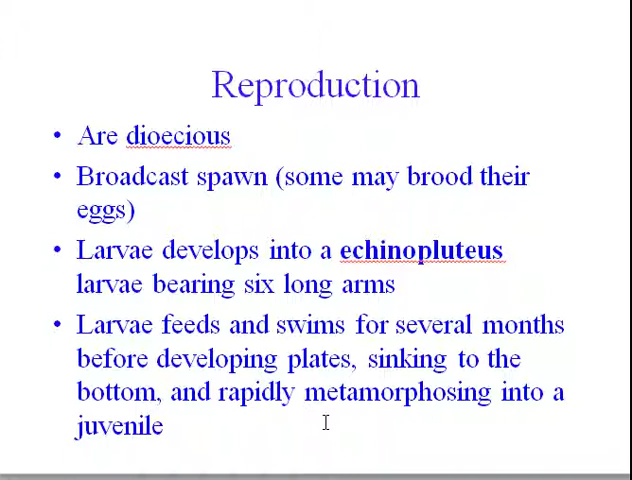 Reproduction
• Are dioecious
• Broadcast spawn (some may brood their
eggs)
• Larvae develops into a echinopluteus
larvae bearing six long arms
• Larvae feeds and swims for several months
before developing plates, sinking to the
bottom, and rapidly metamorphosing into a
juvenile